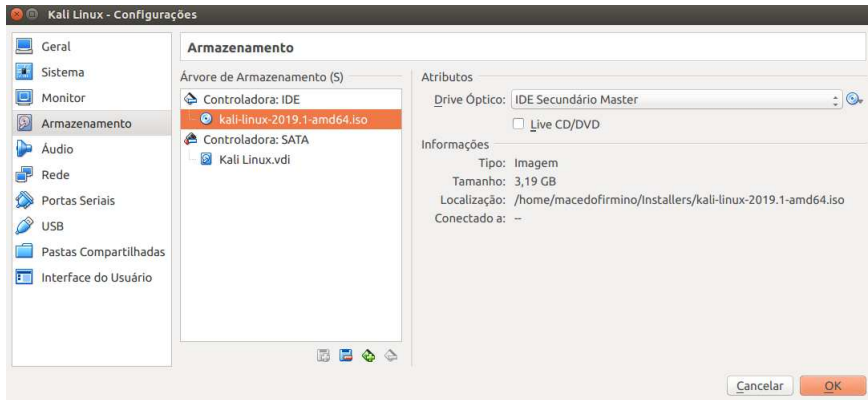 Kali Linux - Configurações
Geral
Sistema
Monitor
Armazenamento
Áudio
Rede
Portas Seriais
USB
Pastas Compartilhadas
Interface do Usuário
Armazenamento
Árvore de Armazenamento (S)
Controladora: IDE
kali-linux-2019.1-amd64.iso
Controladora: SATA
Kali Linux.vdi
Atributos
Drive Óptico: IDE Secundário Master
Live CD/DVD
Informações
Tipo: Imagem
Tamanho: 3,19 GB
Localização: /home/macedofirmino/Installers/kali-linux-2019.1-amd64.iso
Conectado a: --
Cancelar OK